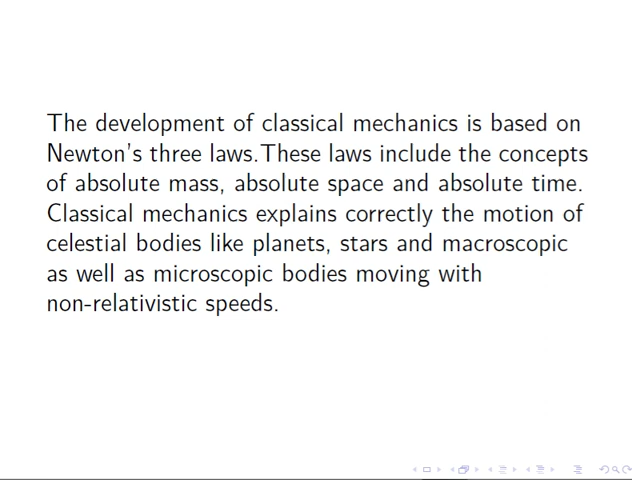 The development of classical mechanics is based on
Newton's three laws.These laws include the concepts
of absolute mass, absolute space and absolute time.
Classical mechanics explains correctly the motion of
celestial bodies like planets, stars and macroscopic
as well as microscopic bodies moving with
non-relativistic speeds.